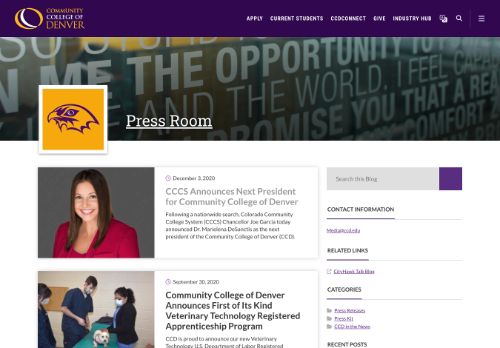 COMMUNITY
COLLEGE OF
DENVER
APPLY CURRENT STUDENTS CCDCONNECT GIVE INDUSTRY HUB
SO STUPID
ME THE OPPORTUNITY
AND THE WORLD. I FEEL CAP
PROMISE YOU THAT A RE
Press Room
December 3, 2020
CCCS Announces Next President
for Community College of Denver
Following a nationwide search, Colorado Community
College System (CCCS) Chancellor Joe Garcia today
announced Dr. Marielena DeSanctis as the next
president of the Community College of Denver (CCD).
September 30, 2020
Community College of Denver
Announces First of Its Kind
Veterinary Technology Registered
Apprenticeship Program
CCD is proud to announce our new Veterinary
Technology U.S. Department of Labor Registered
Search this Blog
CONTACT INFORMATION
Media@ccd.edu
RELATED LINKS
CityHawk Talk Blog
CATEGORIES
Press Releases
Press Kit
CCD in the News
RECENT POSTS